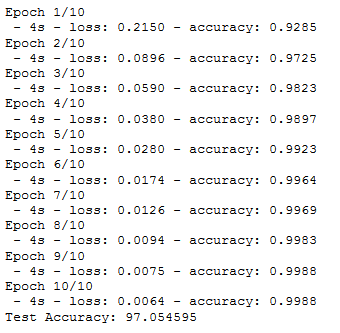 Epoch 1/10
 - 4s - loss: 0.2150 - accuracy: 0.9285
Epoch 2/10
 - 4s - loss: 0.0896 - accuracy: 0.9725
Epoch 3/10
 - 4s - loss: 0.0590 - accuracy: 0.9823
Epoch 4/10
 - 4s - loss: 0.0380 - accuracy: 0.9897
Epoch 5/10
 - 4s - loss: 0.0280 - accuracy: 0.9923
Epoch 6/10
 - 4s - loss: 0.0174 - accuracy: 0.9964
Epoch 7/10
 - 4s - loss: 0.0126 - accuracy: 0.9969
Epoch 8/10
 - 4s - loss: 0.0094 - accuracy: 0.9983
Epoch 9/10
 - 4s - loss: 0.0075 - accuracy: 0.9988
Epoch 10/10
 - 4s - loss: 0.0064 - accuracy: 0.9988
Test Accuracy: 97.054595